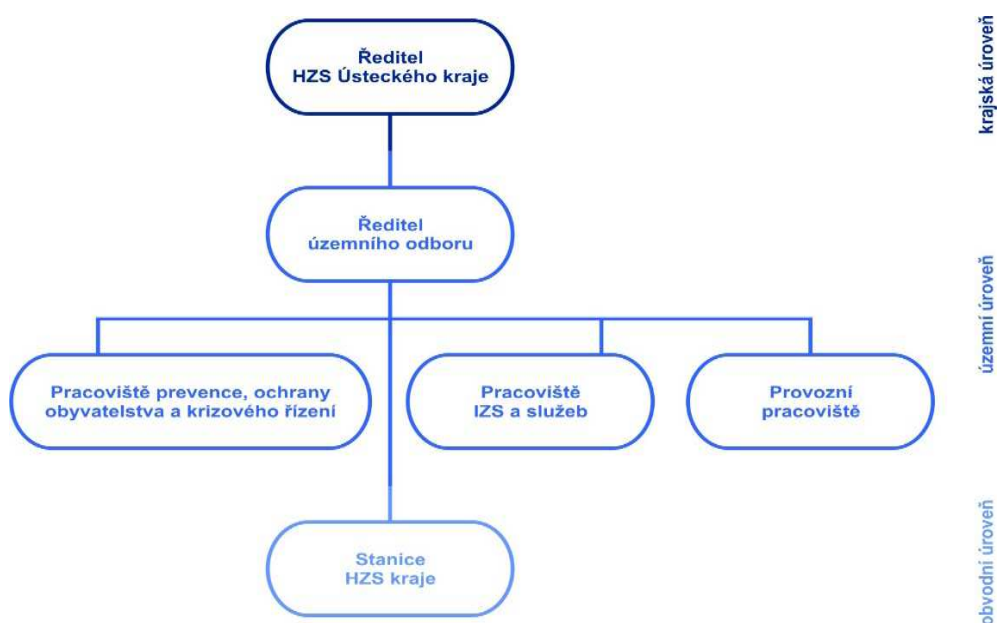 Ředitel
HZS Ústeckého kraje
krajská úroveň
Ředitel
územního odboru
územní úroveň
Pracoviště prevence, ochrany
obyvatelstva a krizového řízení
Pracoviště
IZS a služeb
Provozní
pracoviště
Stanice
HZS kraje
obvodní úroveň